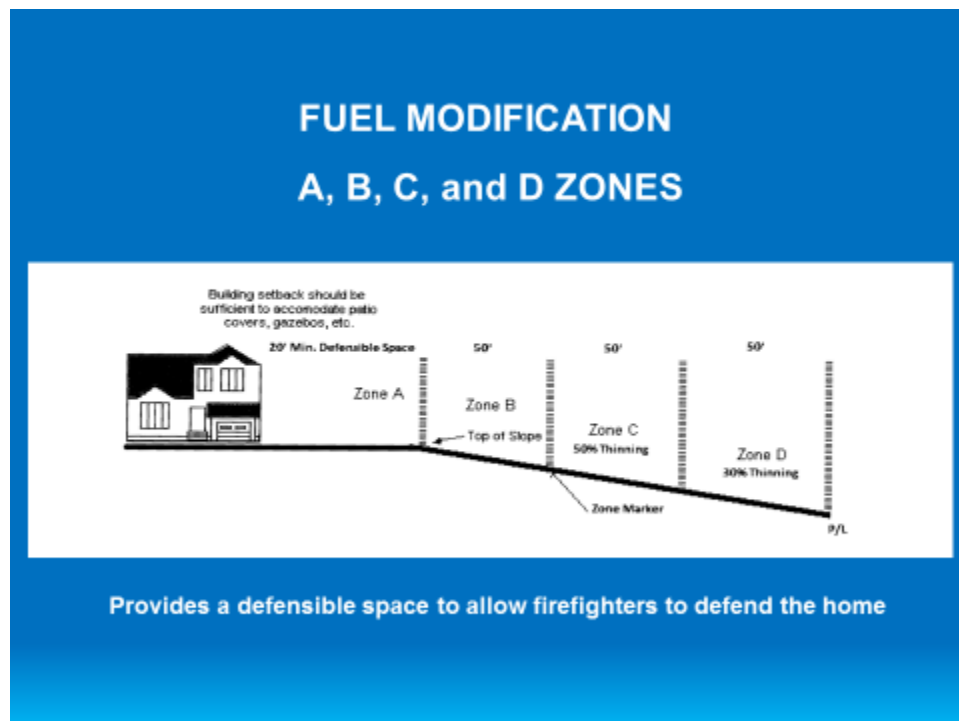 FUEL MODIFICATION
A, B, C, and D ZONES
Building setback should be
sufficient to accomodate patio
covers, gazebos, etc.
20' Min. Defensible Space
50'
50'
50'
Zone A
Zone B
Top of Slope
Zone C
50% Thinning
Zone D
30% Thinning
Zone Marker
P/L
Provides a defensible space to allow firefighters to defend the home